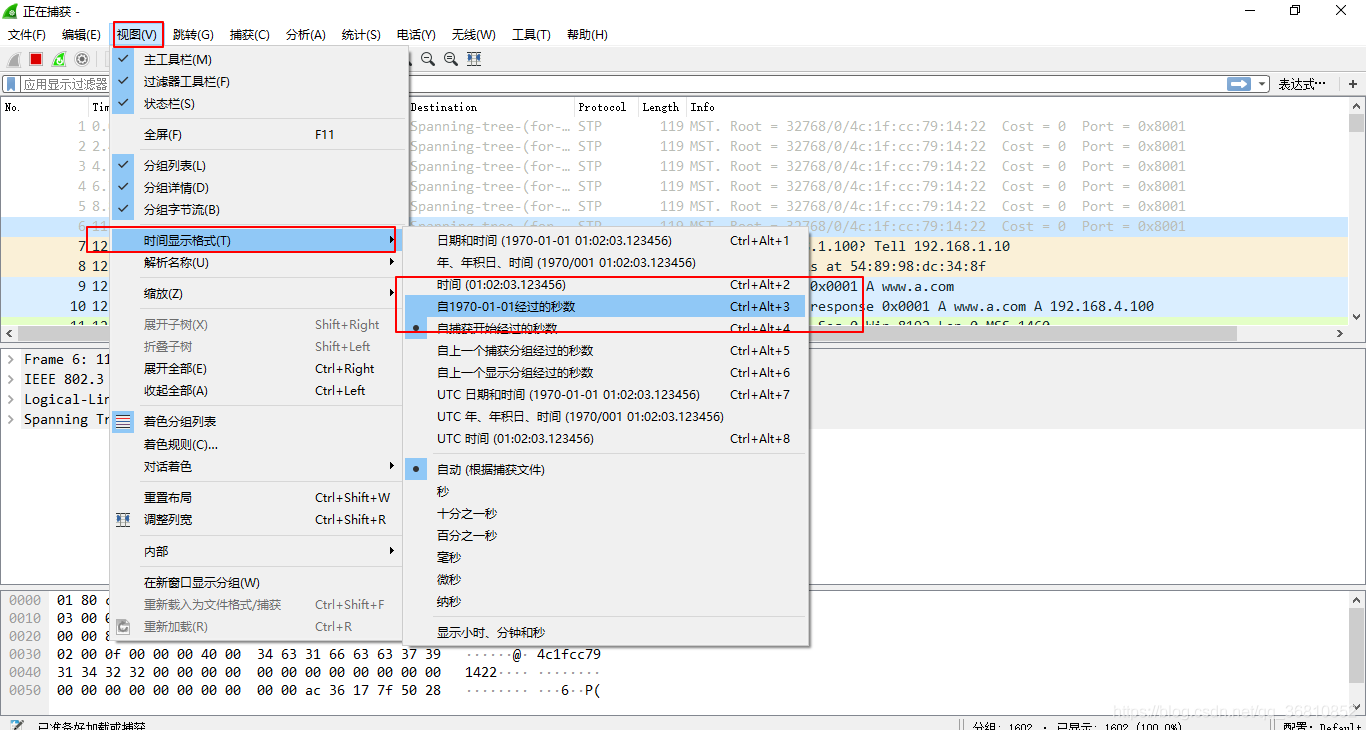 正在捕获 -
文件(F) 编辑(E) 视图(V) 跳转(G) 捕获(C) 分析(A) 统计(S) 电话(Y) 无线(W) 工具(T) 帮助(H)
应用显示过滤器 表达式… +
No. Tim Destination Protocol Length Info
1 0. Spanning-tree-(for-… STP 119 MST. Root = 32768/0/4c:1f:cc:79:14:22 Cost = 0 Port = 0x8001
2 2. Spanning-tree-(for-… STP 119 MST. Root = 32768/0/4c:1f:cc:79:14:22 Cost = 0 Port = 0x8001
3 4. Spanning-tree-(for-… STP 119 MST. Root = 32768/0/4c:1f:cc:79:14:22 Cost = 0 Port = 0x8001
4 6. Spanning-tree-(for-… STP 119 MST. Root = 32768/0/4c:1f:cc:79:14:22 Cost = 0 Port = 0x8001
5 8. Spanning-tree-(for-… STP 119 MST. Root = 32768/0/4c:1f:cc:79:14:22 Cost = 0 Port = 0x8001
6 Spanning-tree-(for-… STP 119 MST. Root = 32768/0/4c:1f:cc:79:14:22 Cost = 0 Port = 0x8001
7 12 .1.100? Tell 192.168.1.10
8 12 s at 54:89:98:dc:34:8f
9 12 0x0001 A www.a.com
10 12 response 0x0001 A www.a.com A 192.168.4.100
11 12 Seq=0 Win=8192 Len=0 MSS=1460
主工具栏(M)
过滤器工具栏(F)
状态栏(S)
全屏(F) F11
分组列表(L)
分组详情(D)
分组字节流(B)
时间显示格式(T)
解析名称(U)
缩放(Z)
展开子树(X) Shift+Right
折叠子树 Shift+Left
展开全部(E) Ctrl+Right
收起全部(A) Ctrl+Left
着色分组列表
着色规则(C)...
对话着色
重置布局 Ctrl+Shift+W
调整列宽 Ctrl+Shift+R
内部
在新窗口显示分组(W)
重新载入为文件格式/捕获 Ctrl+Shift+F
重新加载(R) Ctrl+R
日期和时间 (1970-01-01 01:02:03.123456) Ctrl+Alt+1
年、年积日、时间 (1970/001 01:02:03.123456)
时间 (01:02:03.123456) Ctrl+Alt+2
自1970-01-01经过的秒数 Ctrl+Alt+3
自捕获开始经过的秒数 Ctrl+Alt+4
自上一个捕获分组经过的秒数 Ctrl+Alt+5
自上一个显示分组经过的秒数 Ctrl+Alt+6
UTC 日期和时间 (1970-01-01 01:02:03.123456) Ctrl+Alt+7
UTC 年、年积日、时间 (1970/001 01:02:03.123456)
UTC 时间 (01:02:03.123456) Ctrl+Alt+8
自动 (根据捕获文件)
秒
十分之一秒
百分之一秒
毫秒
微秒
纳秒
显示小时、分钟和秒
Frame 6: 11
IEEE 802.3
Logical-Lin
Spanning Tr
0000 01 80
0010 03 00
0020 00 00
0030 02 00 0f 00 00 00 40 00 34 63 31 66 63 63 37 39 ······@· 4c1fcc79
0040 31 34 32 32 00 00 00 00 00 00 00 00 00 00 00 00 1422···· ········
0050 00 00 00 00 00 00 00 00 00 00 ac 36 17 7f 50 28 ········ ···6··P(
已准备好加载或捕获 分组: 1602 · 已显示: 1602 (100.0%) 配置: Default